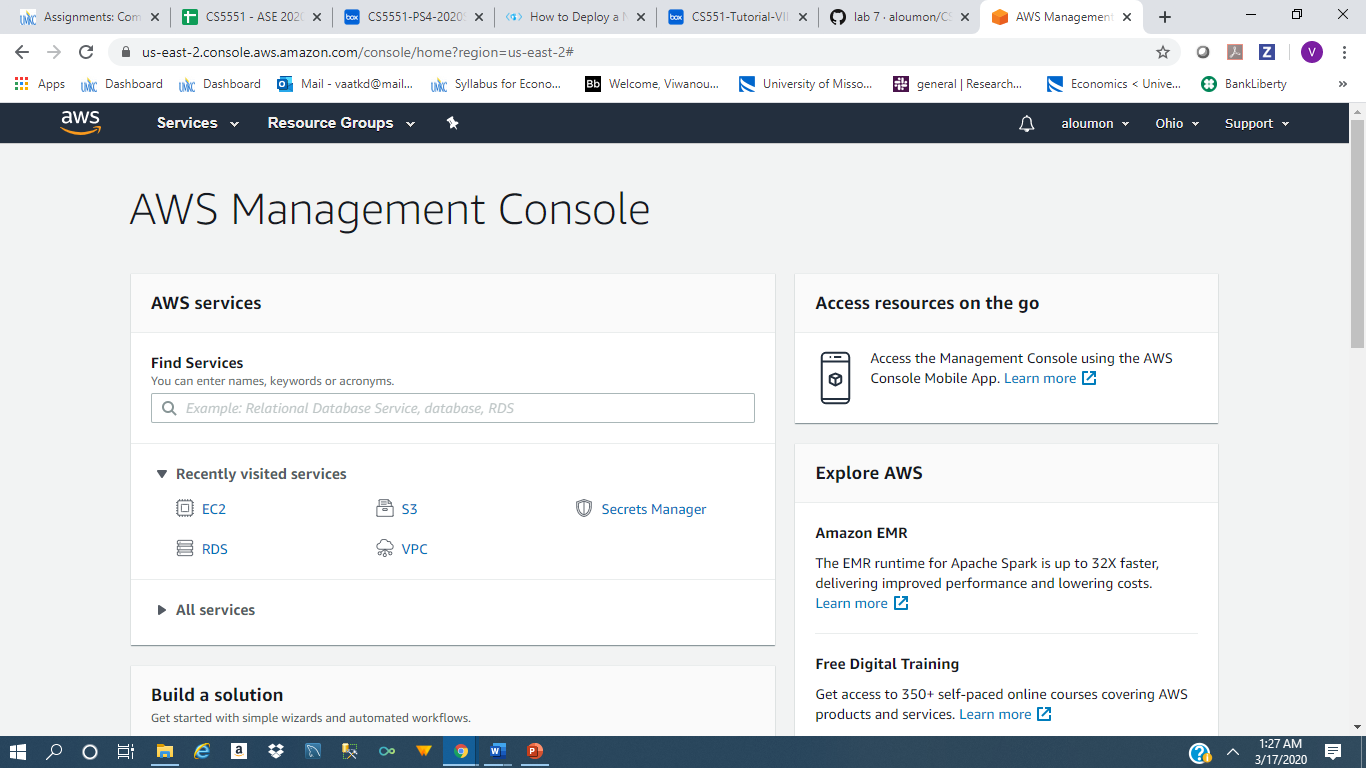 Assignments: Com
CS5551 - ASE 2020
CS5551-PS4-2020
How to Deploy a
CS551-Tutorial-VII
lab 7 · aloumon/CS
AWS Management
us-east-2.console.aws.amazon.com/console/home?region=us-east-2#
V
Apps
Dashboard
Dashboard
Mail - vaatkd@mail...
Syllabus for Econo...
Bb
Welcome, Viwanou...
University of Misso...
general | Research...
Economics < Unive...
BankLiberty
»
aws
Services
Resource Groups
aloumon
Ohio
Support
AWS Management Console
AWS services
Find Services
You can enter names, keywords or acronyms.
Example: Relational Database Service, database, RDS
Recently visited services
EC2
S3
Secrets Manager
RDS
VPC
All services
Build a solution
Get started with simple wizards and automated workflows.
Access resources on the go
Access the Management Console using the AWS
Console Mobile App. Learn more
Explore AWS
Amazon EMR
The EMR runtime for Apache Spark is up to 32X faster,
delivering improved performance and lowering costs.
Learn more
Free Digital Training
Get access to 350+ self-paced online courses covering AWS
products and services. Learn more
1:27 AM
3/17/2020